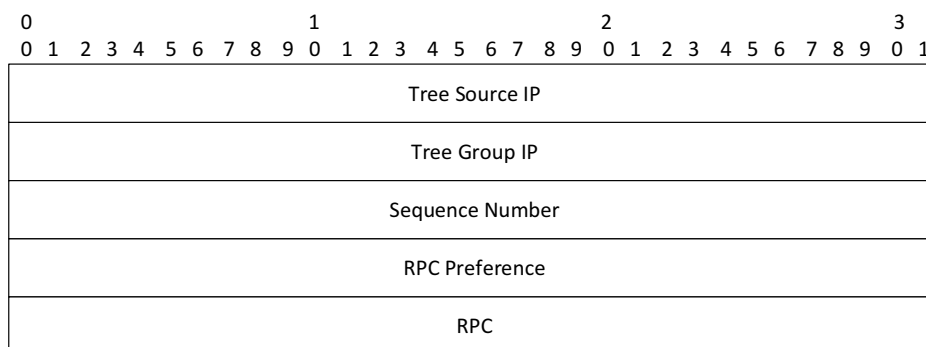 0 1 2 3
0 1 2 3 4 5 6 7 8 9 0 1 2 3 4 5 6 7 8 9 0 1 2 3 4 5 6 7 8 9 0 1
Tree Source IP
Tree Group IP
Sequence Number
RPC Preference
RPC